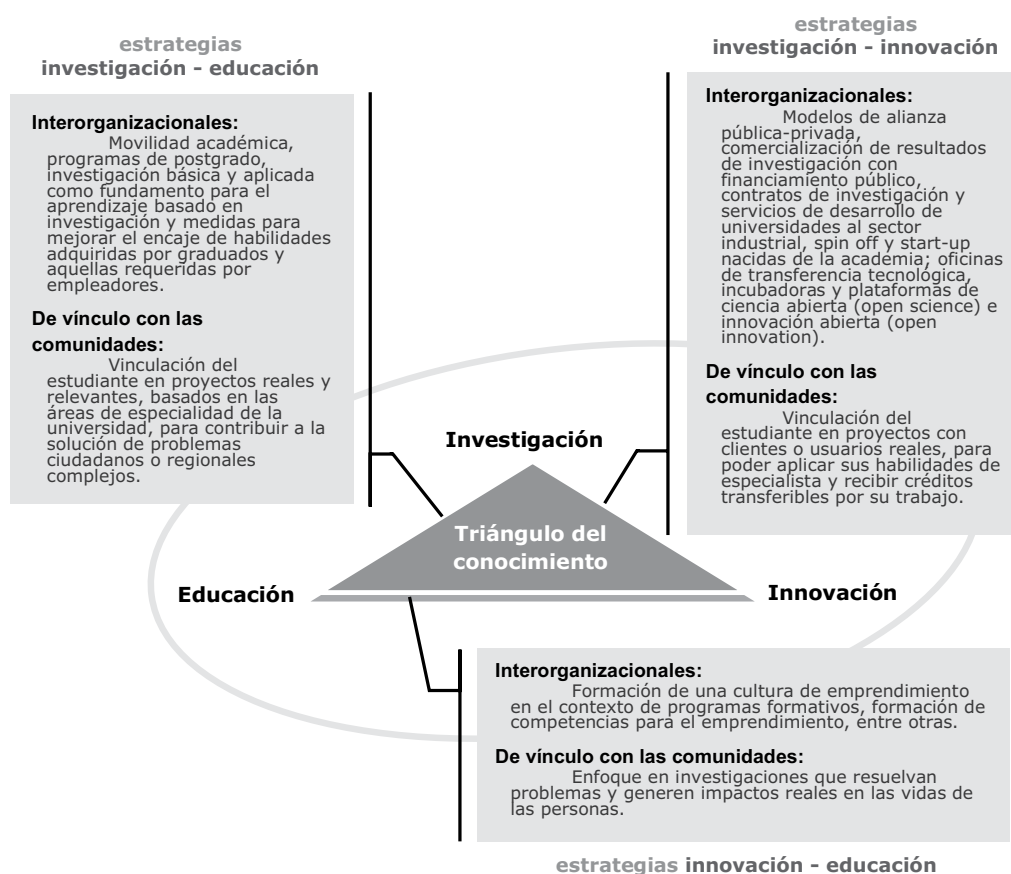 estrategias
investigación - educación
Interorganizacionales:
Movilidad académica,
programas de postgrado,
investigación básica y aplicada
como fundamento para el
aprendizaje basado en
investigación y medidas para
mejorar el encaje de habilidades
adquiridas por graduados y
aquellas requeridas por
empleadores.
De vínculo con las
comunidades:
Vinculación del
estudiante en proyectos reales y
relevantes, basados en las
áreas de especialidad de la
universidad, para contribuir a la
solución de problemas
ciudadanos o regionales
complejos.
estrategias
investigación - innovación
Interorganizacionales:
Modelos de alianza
pública-privada,
comercialización de resultados
de investigación con
financiamiento público,
contratos de investigación y
servicios de desarrollo de
universidades al sector
industrial, spin off y start-up
nacidas de la academia; oficinas
de transferencia tecnológica,
incubadoras y plataformas de
ciencia abierta (open science) e
innovación abierta (open
innovation).
De vínculo con las
comunidades:
Vinculación del
estudiante en proyectos con
clientes o usuarios reales, para
poder aplicar sus habilidades de
especialista y recibir créditos
transferibles por su trabajo.
Investigación
Triángulo del
conocimiento
Educación
Innovación
Interorganizacionales:
Formación de una cultura de emprendimiento
en el contexto de programas formativos, formación de
competencias para el emprendimiento, entre otras.
De vínculo con las comunidades:
Enfoque en investigaciones que resuelvan
problemas y generen impactos reales en las vidas de
las personas.
estrategias innovación - educación